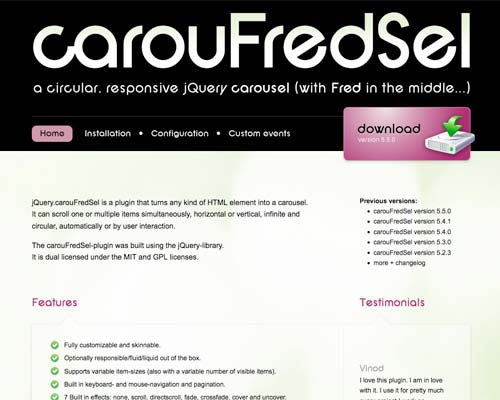 carouFredSel
a circular. responsive jQuery carousel (with Fred in the middle...)
Home
Installation
Configuration
Custom events
download
version 5.5.0
jQuery.carouFredSel is a plugin that turns any kind of HTML element into a carousel.
It can scroll one or multiple items simultaneously, horizontal or vertical, infinite and
circular, automatically or by user interaction.
The carouFredSel-plugin was built using the jQuery-library.
It is dual licensed under the MIT and GPL licenses.
Previous versions:
carouFredSel version 5.5.0
carouFredSel version 5.4.1
carouFredSel version 5.4.0
carouFredSel version 5.3.0
carouFredSel version 5.2.3
more + changelog
Features
Fully customizable and skinnable.
Optionally responsive/fluid/liquid out of the box.
Supports variable item-sizes (also with a variable number of visible items).
Built in keyboard- and mouse-navigation and pagination.
7 Built in effects: none, scroll, directscroll, fade, crossfade, cover and uncover.
Testimonials
Vinod
I love this plugin. I am in love
with it. I use it for pretty much